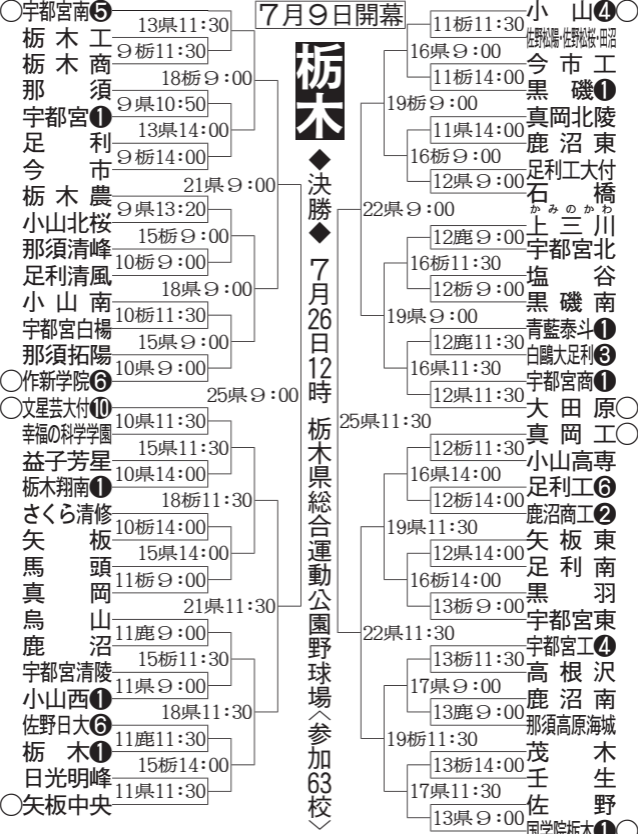 7月9日開幕
栃木
◆決勝◆ 7月26日12時 栃木県総合運動公園野球場〈参加63校〉
○宇都宮南❺
栃木工
栃木商
那須
宇都宮❶
足利
今市
栃木農
小山北桜
那須清峰
足利清風
小山南
宇都宮白楊
那須拓陽
○作新学院❻
○文星芸大付❿
幸福の科学学園
益子芳星
栃木翔南❶
さくら清修
矢板
馬頭
真岡
烏山
鹿沼
宇都宮清陵
小山西❶
佐野日大❻
栃木❶
日光明峰
○矢板中央
13県11:30
9栃11:30
18栃9:00
9県10:50
13県14:00
9栃14:00
21県9:00
9県13:20
15栃9:00
10栃9:00
18県9:00
10栃11:30
15県9:00
10県9:00
25県9:00
10県11:30
15県11:30
10県14:00
18栃11:30
10栃14:00
15県14:00
11栃9:00
21県11:30
11鹿9:00
15栃11:30
11県9:00
18県11:30
11鹿11:30
15栃14:00
11県11:30
11栃11:30
16県9:00
11栃14:00
19栃9:00
11県14:00
16栃9:00
12県9:00
22県9:00
12鹿9:00
16栃11:30
12栃9:00
19県9:00
12鹿11:30
16県11:30
12県11:30
25県11:30
12栃11:30
16県14:00
12栃14:00
19県11:30
12県14:00
16栃14:00
13栃9:00
22県11:30
13栃11:30
17県9:00
13鹿9:00
19栃11:30
13栃14:00
17県11:30
13県9:00
小山❹○
佐野松陽・佐野松桜・田沼
今市工
黒磯❶
真岡北陵
鹿沼東
足利工大付
石橋
かみのかわ
上三川
宇都宮北
塩谷
黒磯南
青藍泰斗❶
白鷗大足利❸
宇都宮商❶
大田原○
真岡工○
小山高専
足利工❻
鹿沼商工❷
矢板東
足利南
黒羽
宇都宮東
宇都宮工❹
高根沢
鹿沼南
那須高原海城
茂木
壬生
佐野
国学院栃木❶○